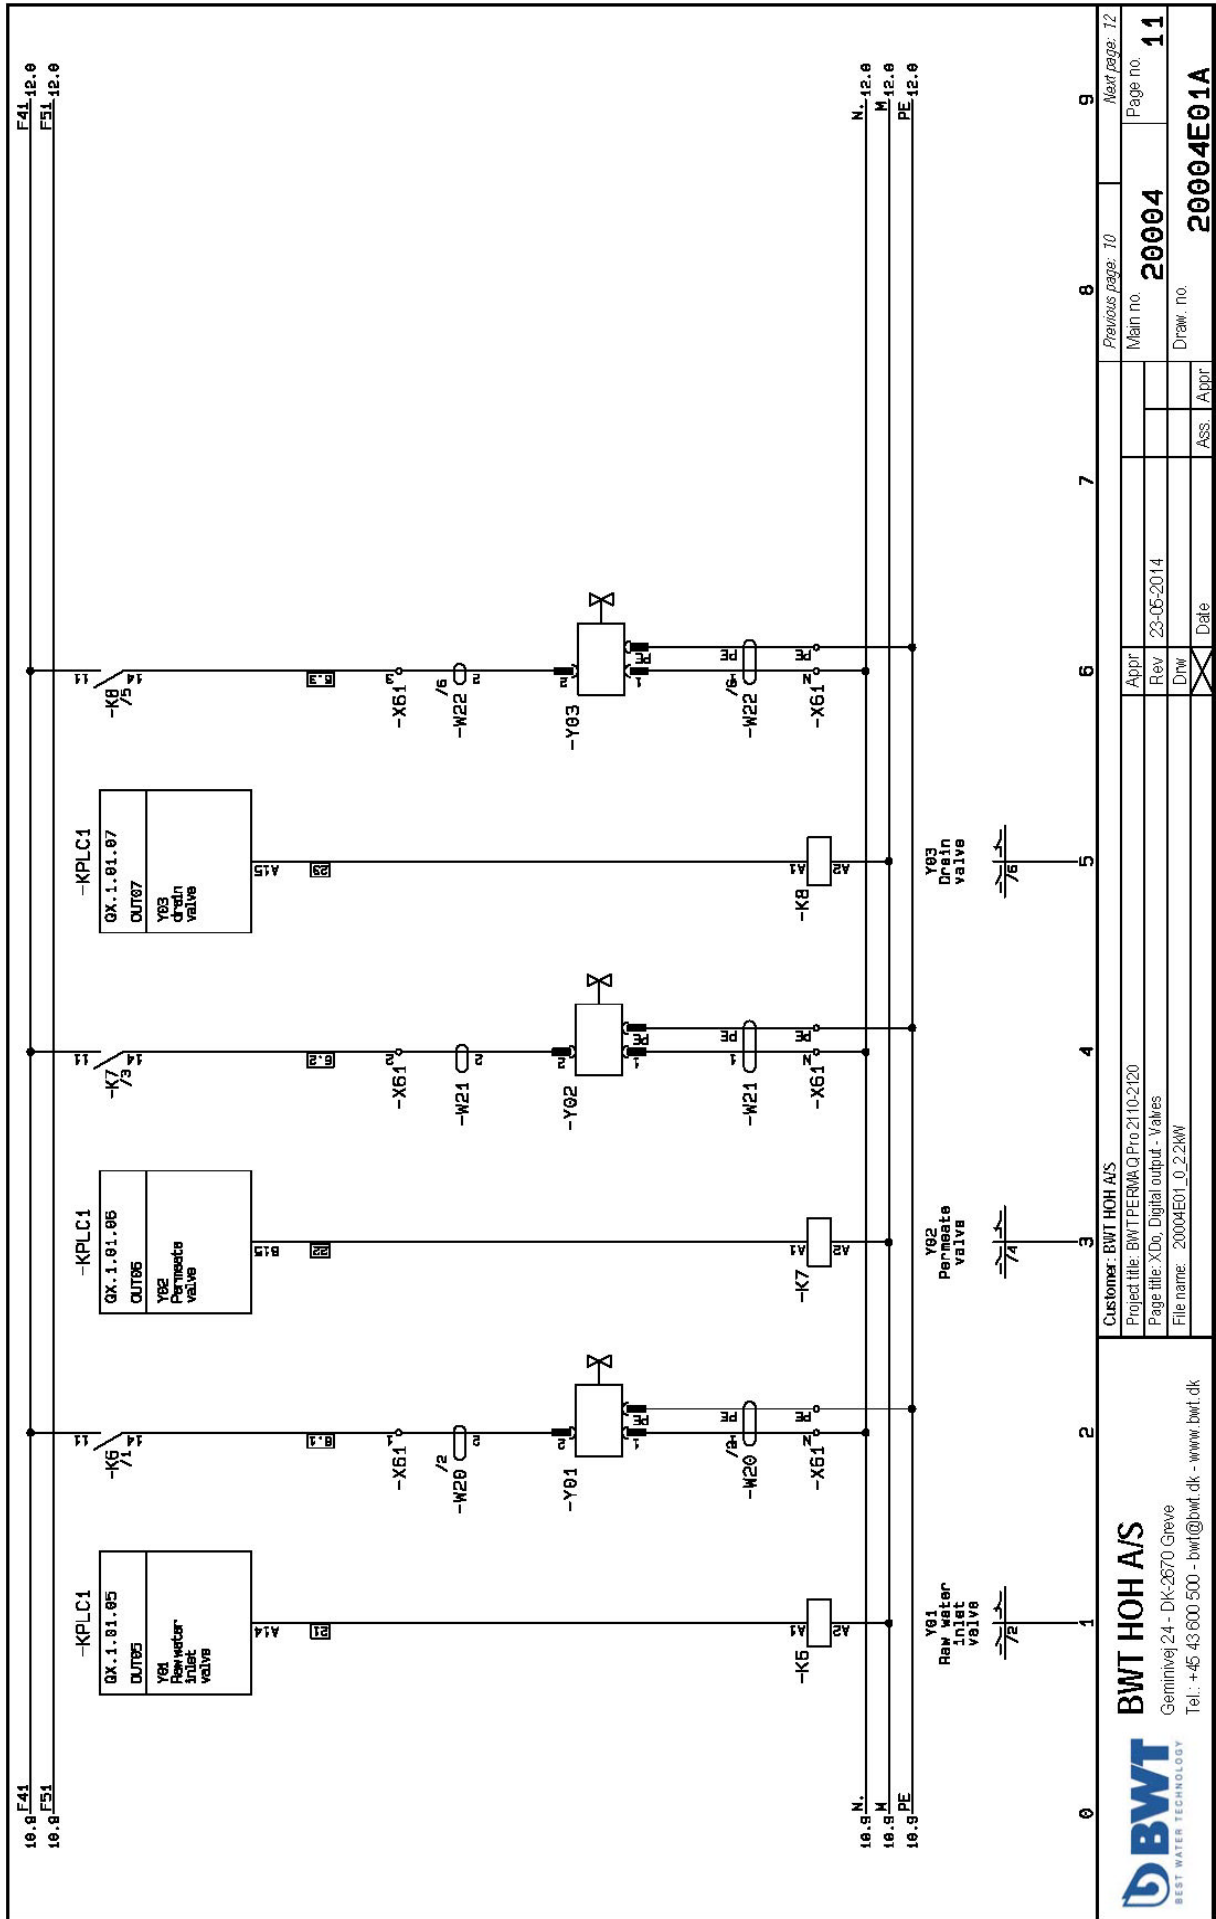 10.9 F41
10.9 F51
F41 12.0
F51 12.0
-KPLC1
QX.1.01.05
OUT05
Y01
Raw water
inlet
valve
A14
21
-K6
A1
A2
Y01
Raw water
inlet
valve
/2
11
14
-K6
/1
6.1
-X61
1
/2
-W20
2
-Y01
2
1
PE
/2
-W20
1
PE
-X61
N
PE
-KPLC1
QX.1.01.06
OUT06
Y02
Permeate
valve
B15
22
-K7
A1
A2
Y02
Permeate
valve
/4
11
14
-K7
/3
6.2
-X61
2
-W21
2
-Y02
2
1
PE
-W21
1
PE
-X61
N
PE
-KPLC1
QX.1.01.07
OUT07
Y03
drain
valve
A15
23
-K8
A1
A2
Y03
Drain
valve
/6
11
14
-K8
/5
6.3
-X61
3
/6
-W22
2
-Y03
2
1
PE
/6
-W22
1
PE
-X61
N
PE
10.9 N.
10.9 M
10.9 PE
N. 12.0
M 12.0
PE 12.0
0 1 2 3 4 5 6 7 8 9
BWT
BEST WATER TECHNOLOGY
BWT HOH A/S
Geminivej 24 - DK-2670 Greve
Tel.: +45 43 600 500 - bwt@bwt.dk - www.bwt.dk
Customer: BWT HOH A/S
Project title: BWT PERMAQ Pro 2110-2120
Page title: XDo, Digital output - Valves
File name: 20004E01_0_2.2kW
Appr
Rev 23-05-2014
Drw
Date Ass. Appr
Previous page: 10
Next page: 12
Main no. 20004
Page no. 11
Draw. no. 20004E01A